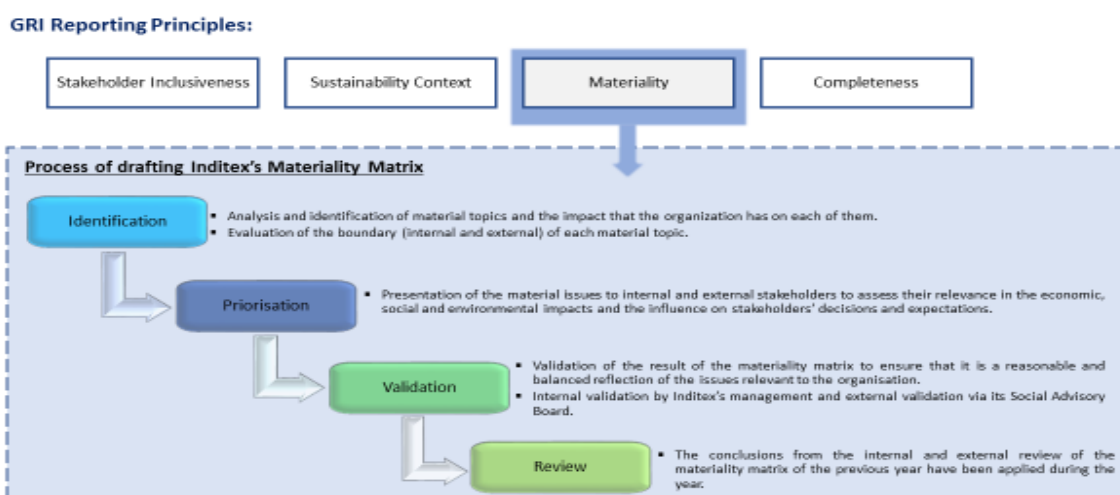 GRI Reporting Principles:
Stakeholder Inclusiveness
Sustainability Context
Materiality
Completeness
Process of drafting Inditex's Materiality Matrix
Identification
▪ Analysis and identification of material topics and the impact that the organization has on each of them.
▪ Evaluation of the boundary (internal and external) of each material topic.
Priorisation
▪ Presentation of the material issues to internal and external stakeholders to assess their relevance in the economic,
social and environmental impacts and the influence on stakeholders' decisions and expectations.
Validation
▪ Validation of the result of the materiality matrix to ensure that it is a reasonable and
balanced reflection of the issues relevant to the organisation.
▪ Internal validation by Inditex's management and external validation via its Social Advisory
Board.
Review
▪ The conclusions from the internal and external review of the
materiality matrix of the previous year have been applied during the
year.